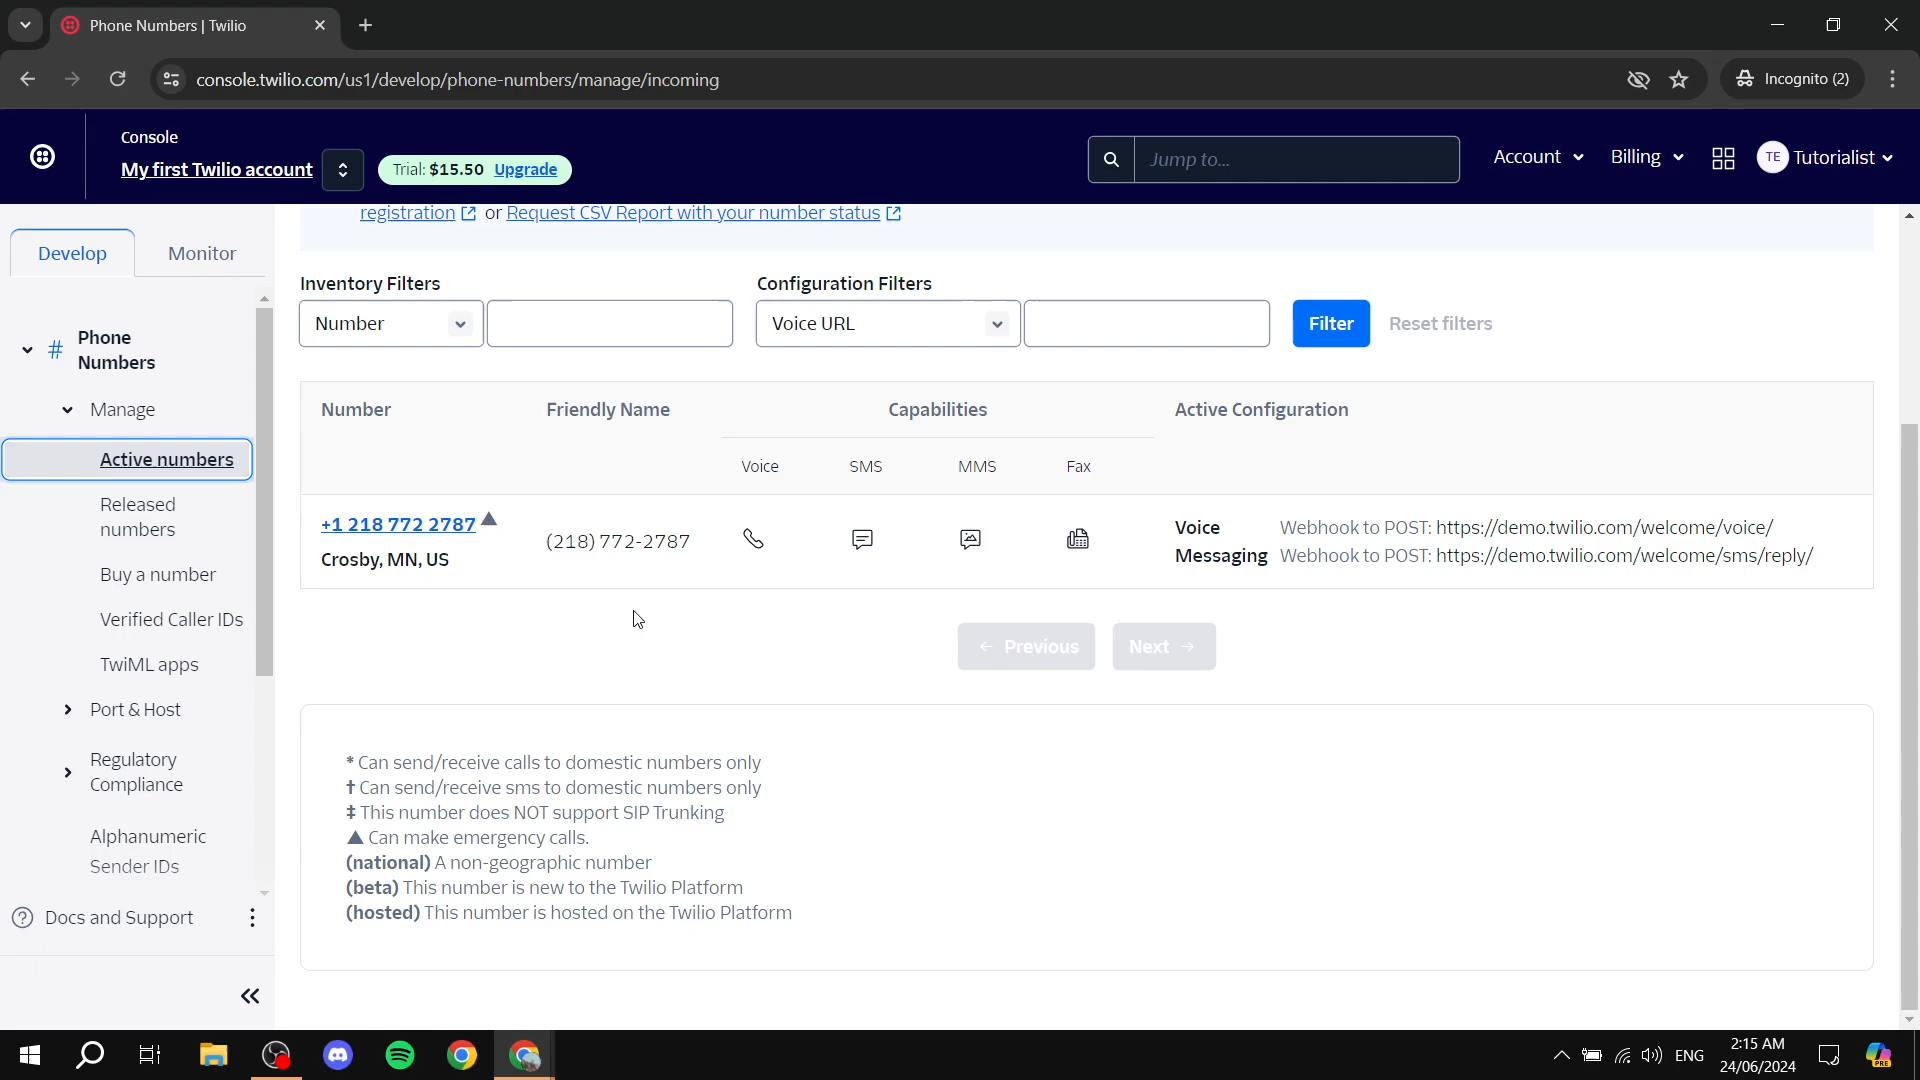 Phone Numbers | Twilio
console.twilio.com/us1/develop/phone-numbers/manage/incoming
Incognito (2)
Console
My first Twilio account
Trial: $15.50 Upgrade
Jump to...
Account
Billing
TE
Tutorialist
Develop
Monitor
Phone
Numbers
Manage
Active numbers
Released
numbers
Buy a number
Verified Caller IDs
TwiML apps
Port & Host
Regulatory
Compliance
Alphanumeric
Sender IDs
Docs and Support
registration or Request CSV Report with your number status
Inventory Filters
Configuration Filters
Number
Voice URL
Filter
Reset filters
Number
Friendly Name
Capabilities
Active Configuration
Voice
SMS
MMS
Fax
+1 218 772 2787
Crosby, MN, US
(218) 772-2787
Voice Webhook to POST: https://demo.twilio.com/welcome/voice/
Messaging Webhook to POST: https://demo.twilio.com/welcome/sms/reply/
← Previous
Next →
* Can send/receive calls to domestic numbers only
† Can send/receive sms to domestic numbers only
‡ This number does NOT support SIP Trunking
▲ Can make emergency calls.
(national) A non-geographic number
(beta) This number is new to the Twilio Platform
(hosted) This number is hosted on the Twilio Platform
ENG
2:15 AM
24/06/2024
PRE